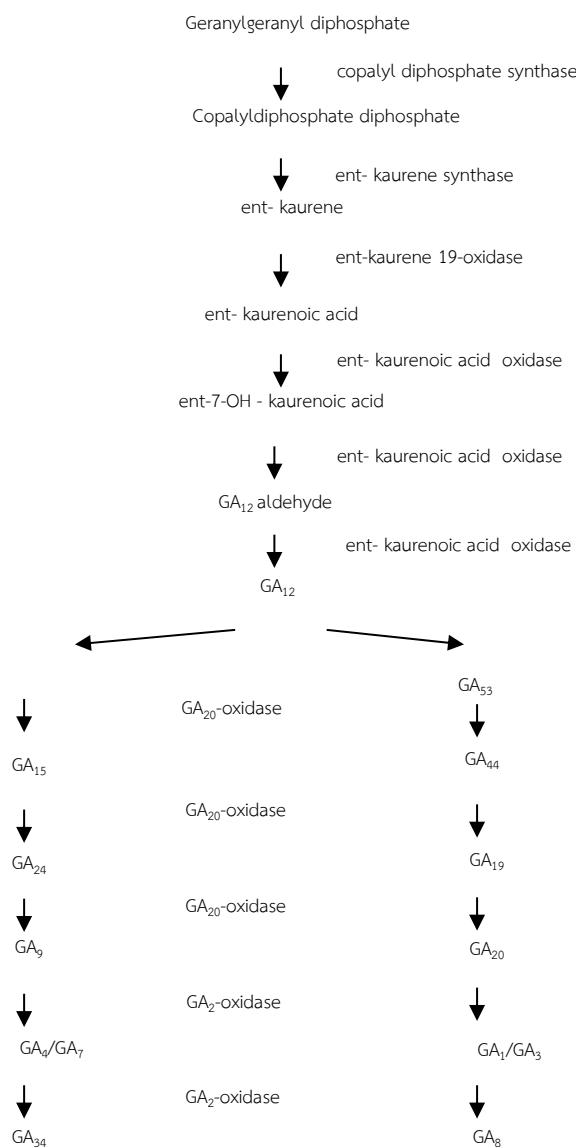 Geranylgeranyl diphosphate
copalyl diphosphate synthase
Copalyldiphosphate diphosphate
ent- kaurene synthase
ent- kaurene
ent-kaurene 19-oxidase
ent- kaurenoic acid
ent- kaurenoic acid  oxidase
ent-7-OH - kaurenoic acid
ent- kaurenoic acid  oxidase
GA₁₂ aldehyde
ent- kaurenoic acid  oxidase
GA₁₂
GA₅₃
GA₂₀-oxidase
GA₁₅ GA₄₄
GA₂₀-oxidase
GA₂₄ GA₁₉
GA₂₀-oxidase
GA₉ GA₂₀
GA₂-oxidase
GA₄/GA₇ GA₁/GA₃
GA₂-oxidase
GA₃₄ GA₈